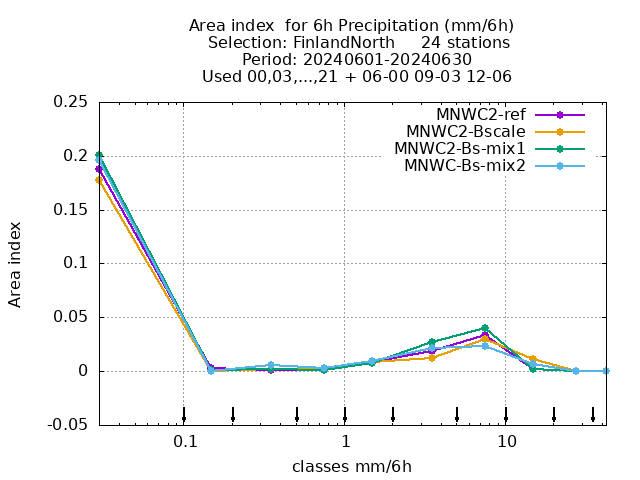 Area index  for 6h Precipitation (mm/6h)
Selection: FinlandNorth     24 stations
Period: 20240601-20240630
Used 00,03,...,21 + 06-00 09-03 12-06
0.25
0.2
0.15
0.1
0.05
0
-0.05
Area index
MNWC2-ref
MNWC2-Bscale
MNWC2-Bs-mix1
MNWC-Bs-mix2
0.1
1
10
classes mm/6h